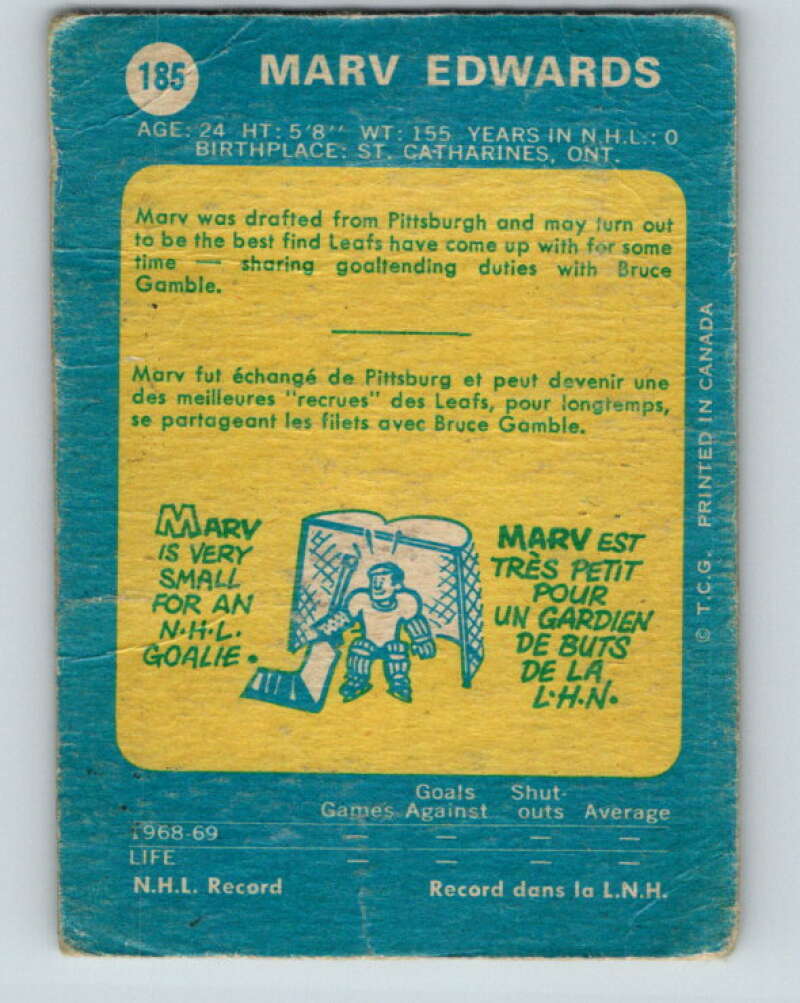 185
MARV EDWARDS
AGE: 24 HT: 5'8'' WT: 155 YEARS IN N.H.L.: 0
BIRTHPLACE: ST. CATHARINES, ONT.
Marv was drafted from Pittsburgh and may turn out
to be the best find Leafs have come up with for some
time — sharing goaltending duties with Bruce
Gamble.
Marv fut échangé de Pittsburg et peut devenir une
des meilleures "recrues" des Leafs, pour longtemps,
se partageant les filets avec Bruce Gamble.
MARV
IS VERY
SMALL
FOR AN
N·H·L·
GOALIE.
MARV EST
TRÈS PETIT
POUR
UN GARDIEN
DE BUTS
DE LA
L·H·N·
© T.C.G. PRINTED IN CANADA
Goals Shut-
Games Against outs Average
1968-69 — — — —
LIFE — — — —
N.H.L. Record Record dans la L.N.H.